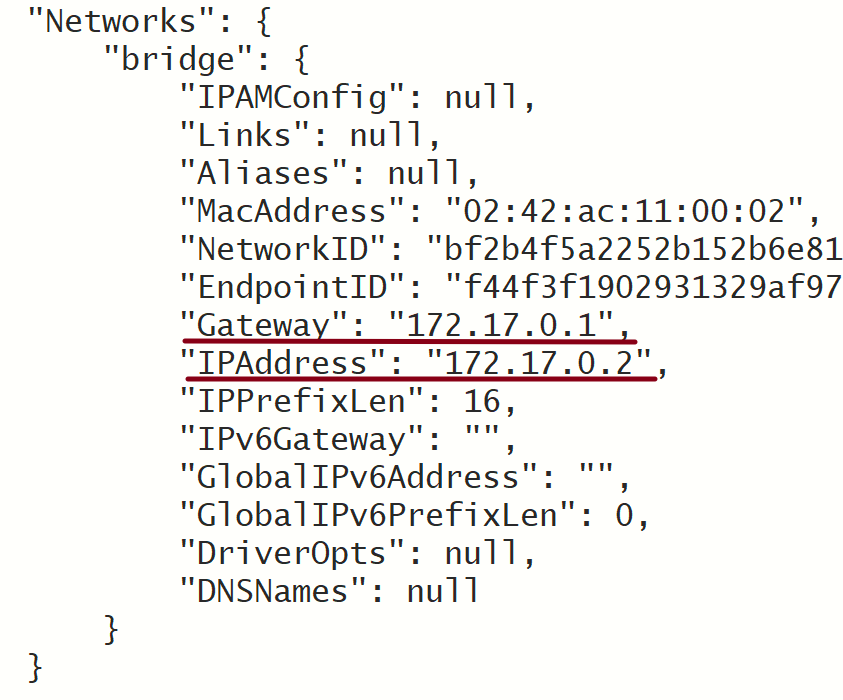 "Networks": {
"bridge": {
"IPAMConfig": null,
"Links": null,
"Aliases": null,
"MacAddress": "02:42:ac:11:00:02",
"NetworkID": "bf2b4f5a2252b152b6e81
"EndpointID": "f44f3f1902931329af97
"Gateway": "172.17.0.1",
"IPAddress": "172.17.0.2",
"IPPrefixLen": 16,
"IPv6Gateway": "",
"GlobalIPv6Address": "",
"GlobalIPv6PrefixLen": 0,
"DriverOpts": null,
"DNSNames": null
}
}